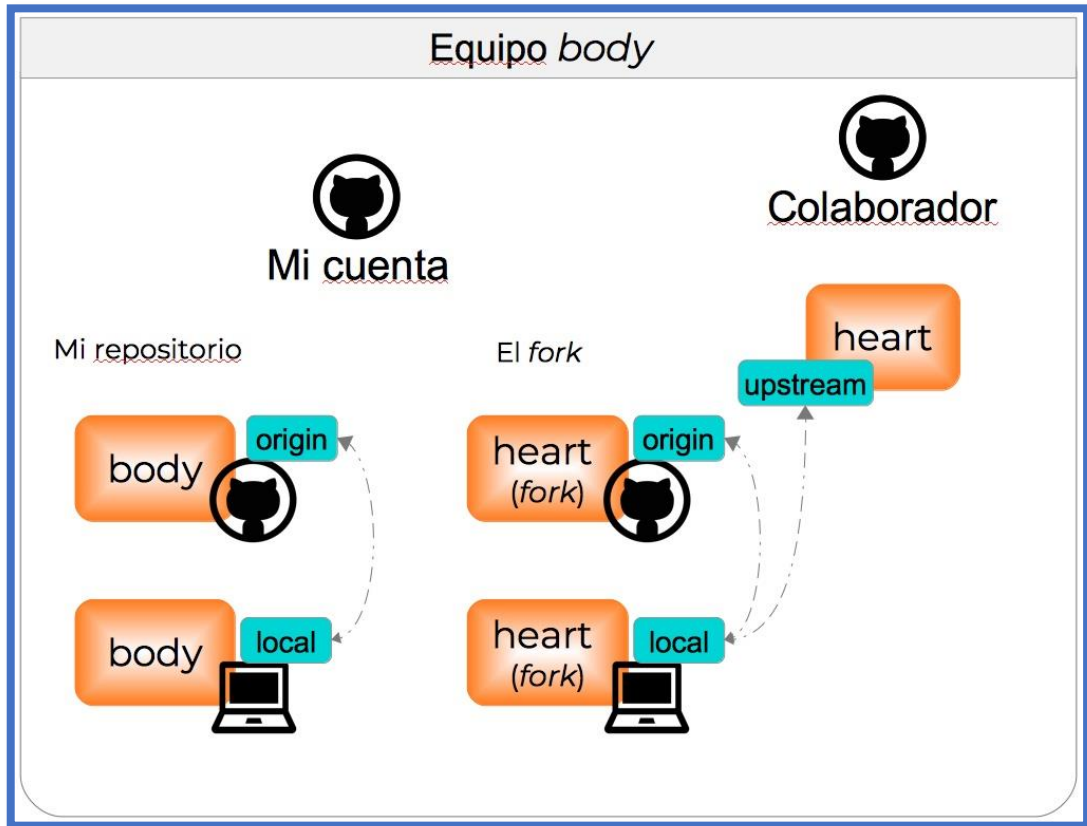 Equipo body
Colaborador
Mi cuenta
heart
upstream
Mi repositorio
El fork
body
origin
heart
(fork)
origin
body
local
heart
(fork)
local